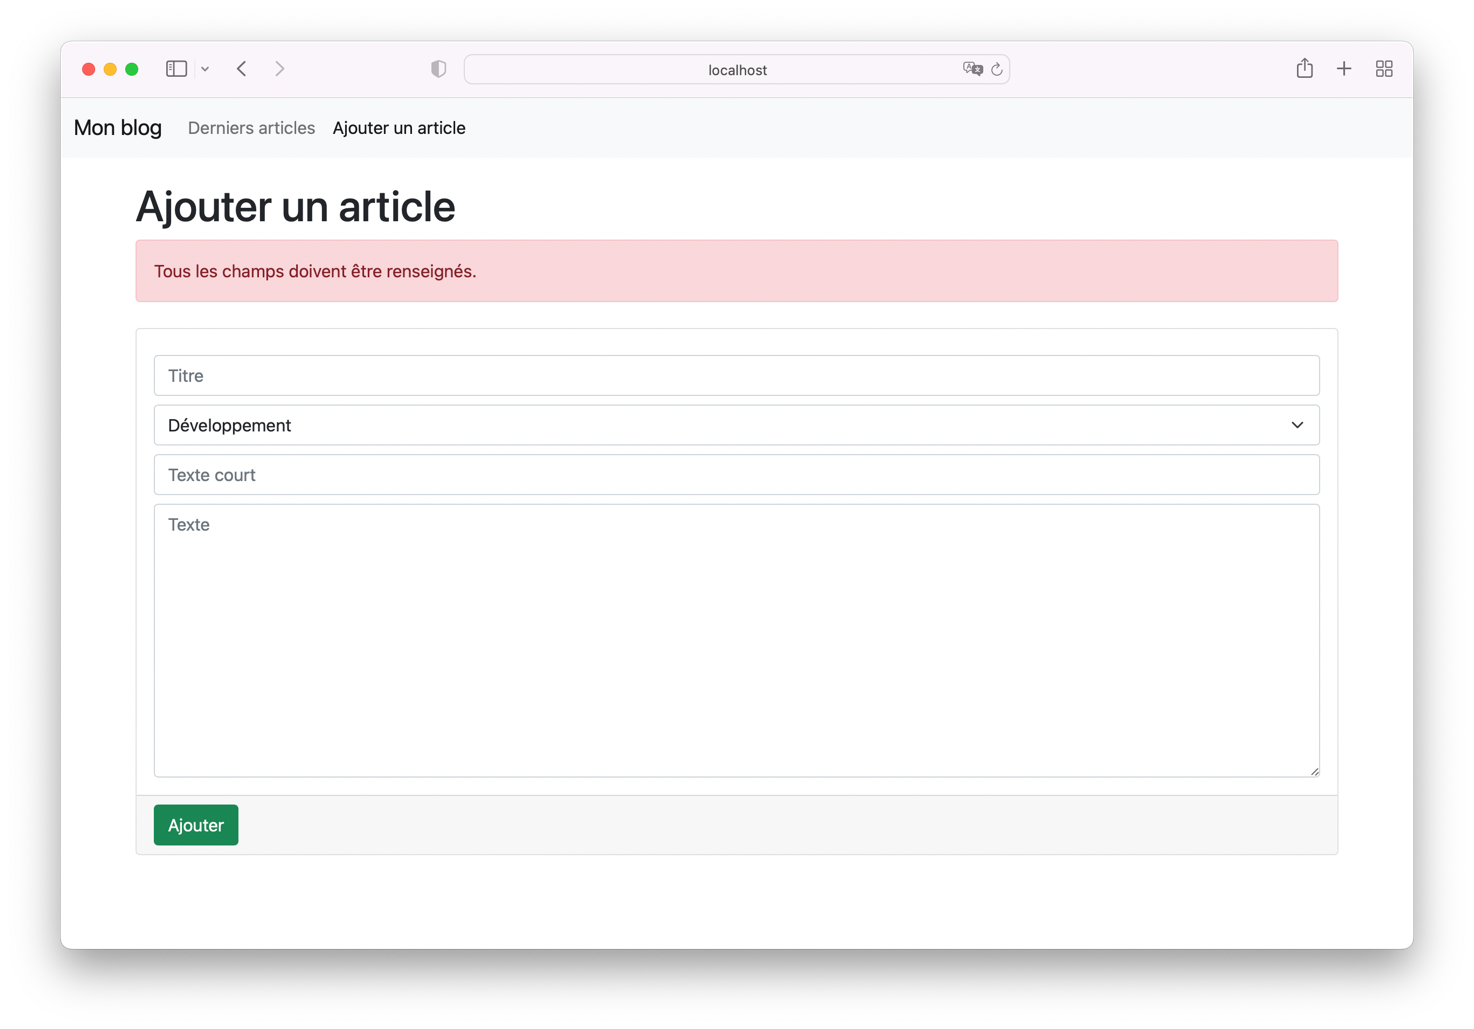 localhost
Mon blog Derniers articles Ajouter un article
Ajouter un article
Tous les champs doivent être renseignés.
Titre
Développement
Texte court
Texte
Ajouter